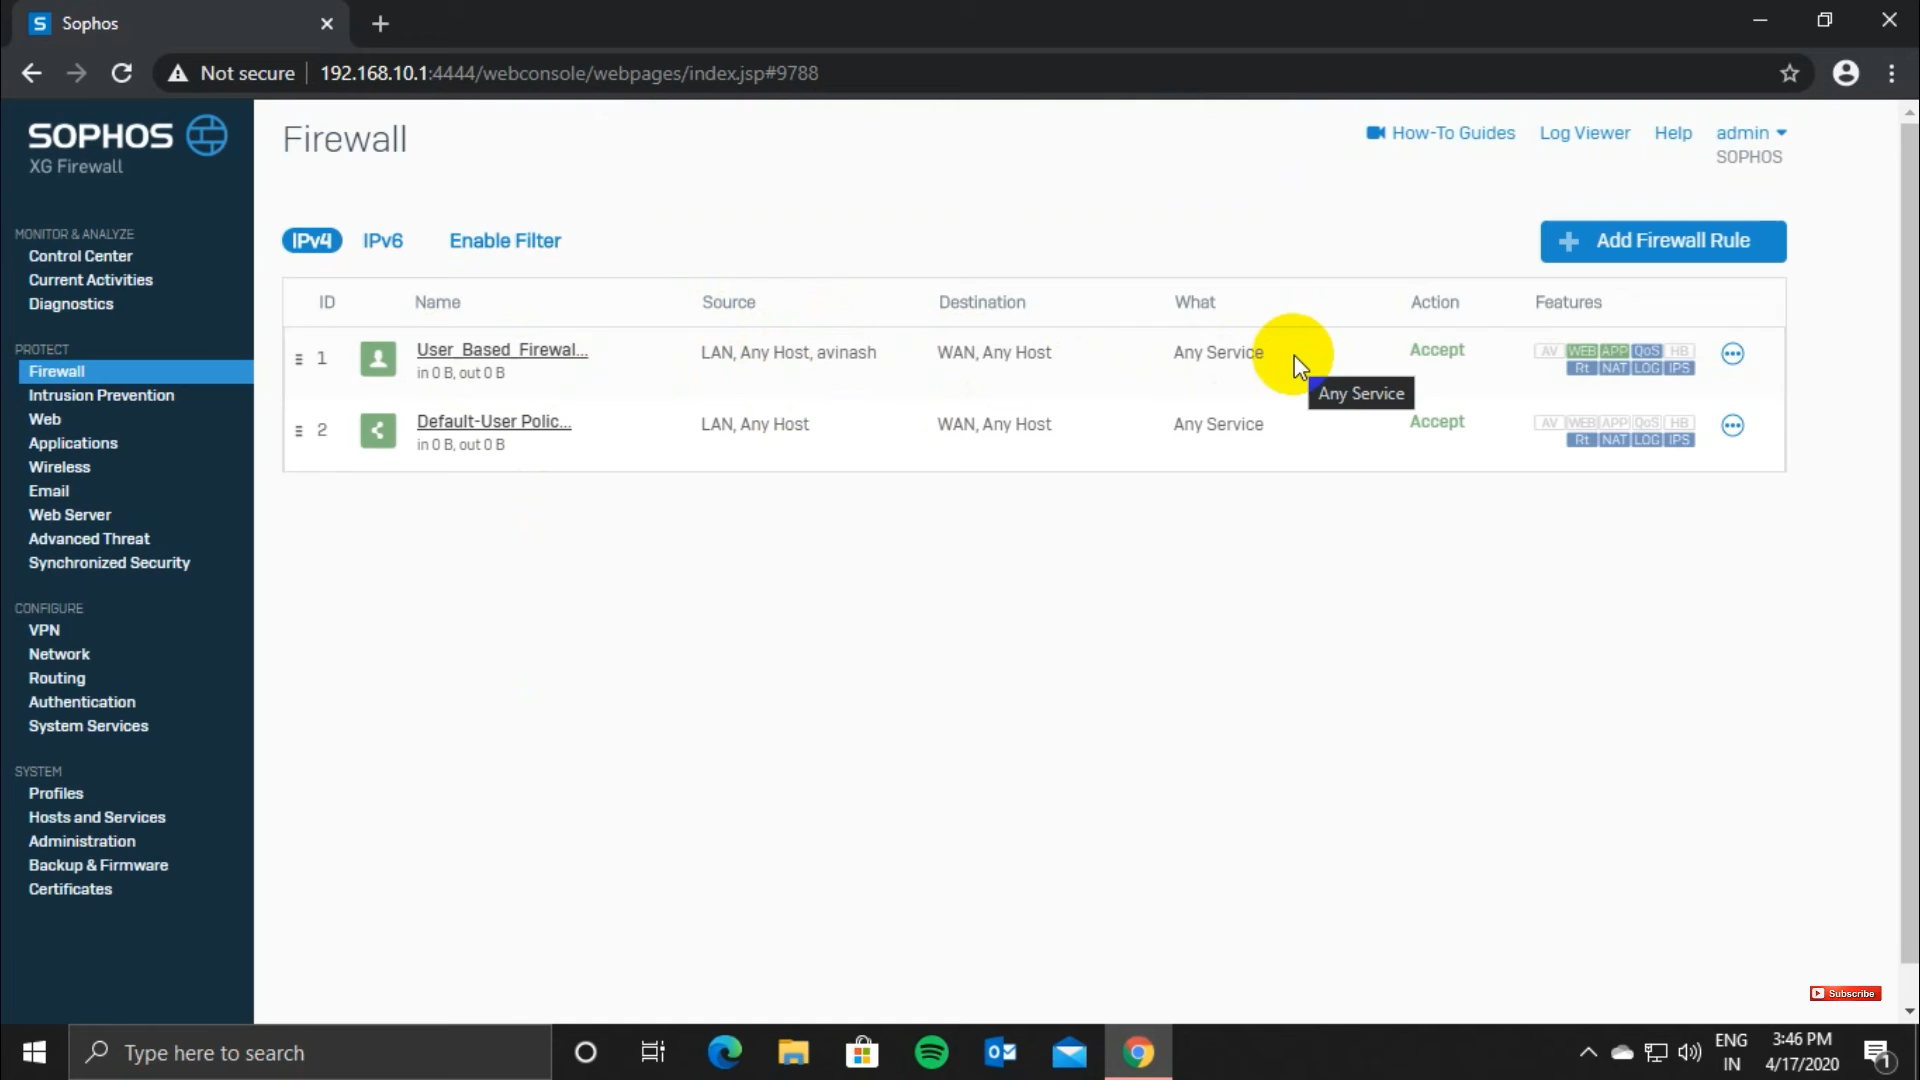 Sophos
Not secure
192.168.10.1:4444/webconsole/webpages/index.jsp#9788
SOPHOS
XG Firewall
Firewall
How-To Guides
Log Viewer
Help
admin
SOPHOS
MONITOR & ANALYZE
Control Center
Current Activities
Diagnostics
PROTECT
Firewall
Intrusion Prevention
Web
Applications
Wireless
Email
Web Server
Advanced Threat
Synchronized Security
CONFIGURE
VPN
Network
Routing
Authentication
System Services
SYSTEM
Profiles
Hosts and Services
Administration
Backup & Firmware
Certificates
IPv4 IPv6 Enable Filter
Add Firewall Rule
ID Name Source Destination What Action Features
1 User_Based_Firewal... LAN, Any Host, avinash WAN, Any Host Any Service Accept AV WEB APP QoS HB
in 0 B, out 0 B Rt NAT LOG IPS
Any Service
2 Default-User Polic... LAN, Any Host WAN, Any Host Any Service Accept AV WEB APP QoS HB
in 0 B, out 0 B Rt NAT LOG IPS
Subscribe
Type here to search
ENG
IN
3:46 PM
4/17/2020
1